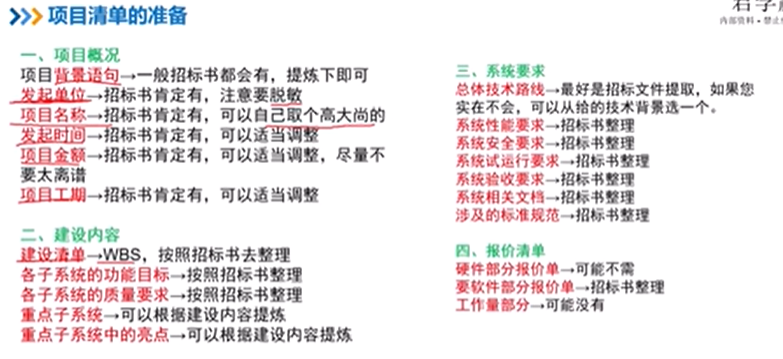 项目清单的准备
内部资料·禁止
一、项目概况
项目背景语句→一般招标书都会有，提炼下即可
发起单位→招标书肯定有，注意要脱敏
项目名称→招标书肯定有，可以自己取个高大尚的
发起时间→招标书肯定有，可以适当调整
项目金额→招标书肯定有，可以适当调整，尽量不
要太离谱
项目工期→招标书肯定有，可以适当调整
二、建设内容
建设清单→WBS，按照招标书去整理
各子系统的功能目标→按照招标书整理
各子系统的质量要求→按照招标书整理
重点子系统→可以根据建设内容提炼
重点子系统中的亮点→可以根据建设内容提炼
三、系统要求
总体技术路线→最好是招标文件提取，如果您
实在不会，可以从给的技术背景选一个。
系统性能要求→招标书整理
系统安全要求→招标书整理
系统试运行要求→招标书整理
系统验收要求→招标书整理
系统相关文档→招标书整理
涉及的标准规范→招标书整理
四、报价清单
硬件部分报价单→可能不需
要软件部分报价单→招标书整理
工作量部分→可能没有